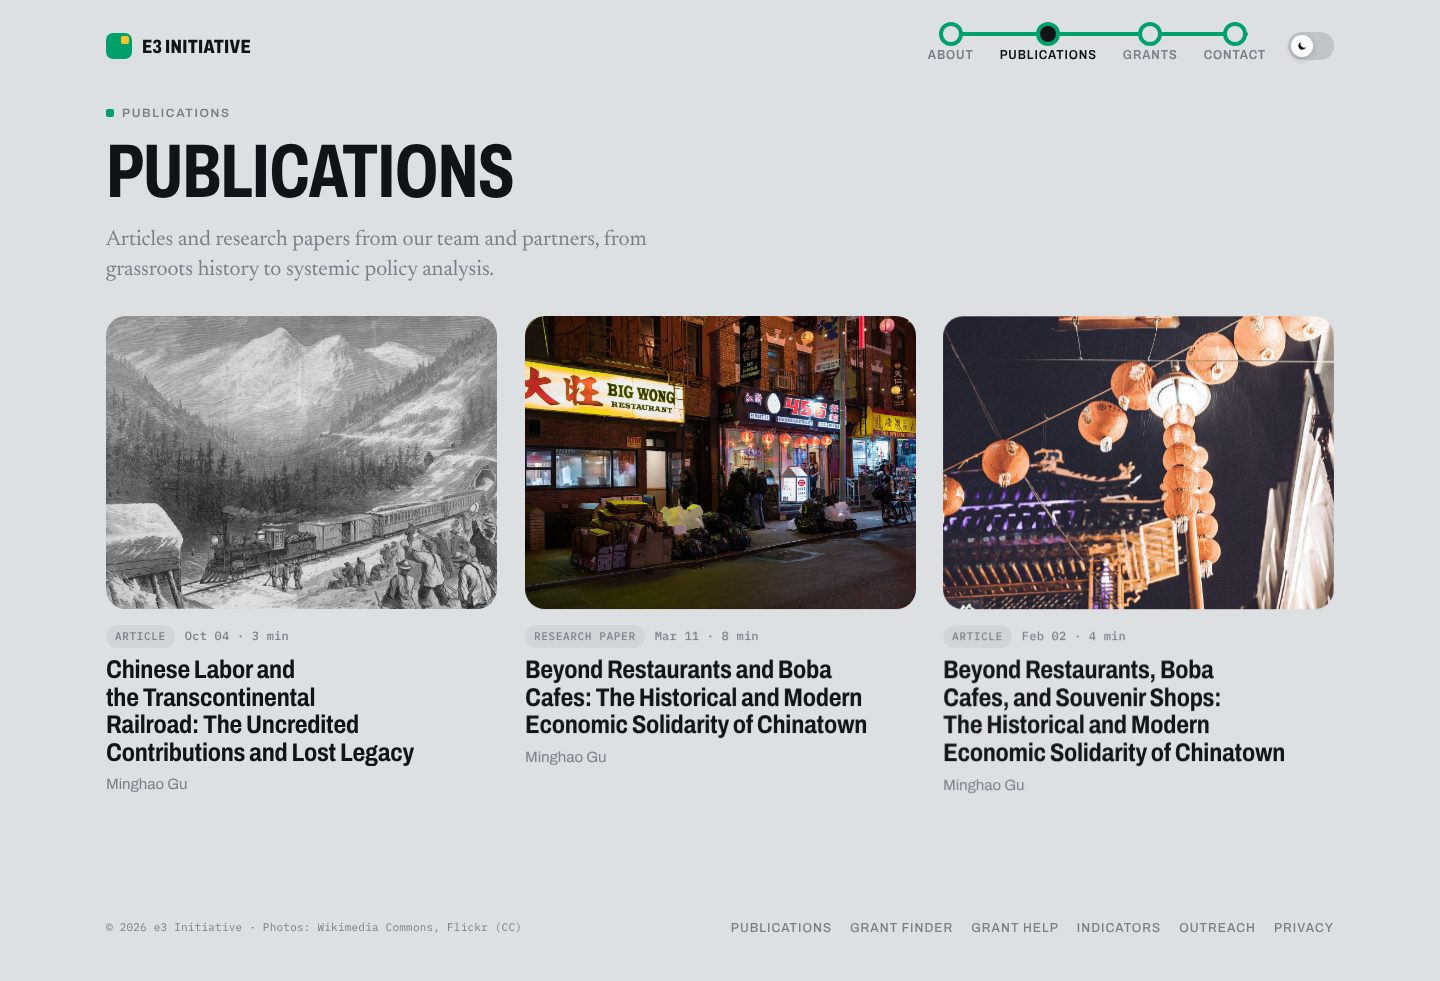 E3 INITIATIVE
ABOUT
PUBLICATIONS
GRANTS
CONTACT
PUBLICATIONS
PUBLICATIONS
Articles and research papers from our team and partners, from
grassroots history to systemic policy analysis.
大旺 BIG WONG
RESTAURANT
456
ARTICLE Oct 04 · 3 min
Chinese Labor and
the Transcontinental
Railroad: The Uncredited
Contributions and Lost Legacy
Minghao Gu
RESEARCH PAPER Mar 11 · 8 min
Beyond Restaurants and Boba
Cafes: The Historical and Modern
Economic Solidarity of Chinatown
Minghao Gu
ARTICLE Feb 02 · 4 min
Beyond Restaurants, Boba
Cafes, and Souvenir Shops:
The Historical and Modern
Economic Solidarity of Chinatown
Minghao Gu
© 2026 e3 Initiative · Photos: Wikimedia Commons, Flickr (CC)
PUBLICATIONS
GRANT FINDER
GRANT HELP
INDICATORS
OUTREACH
PRIVACY